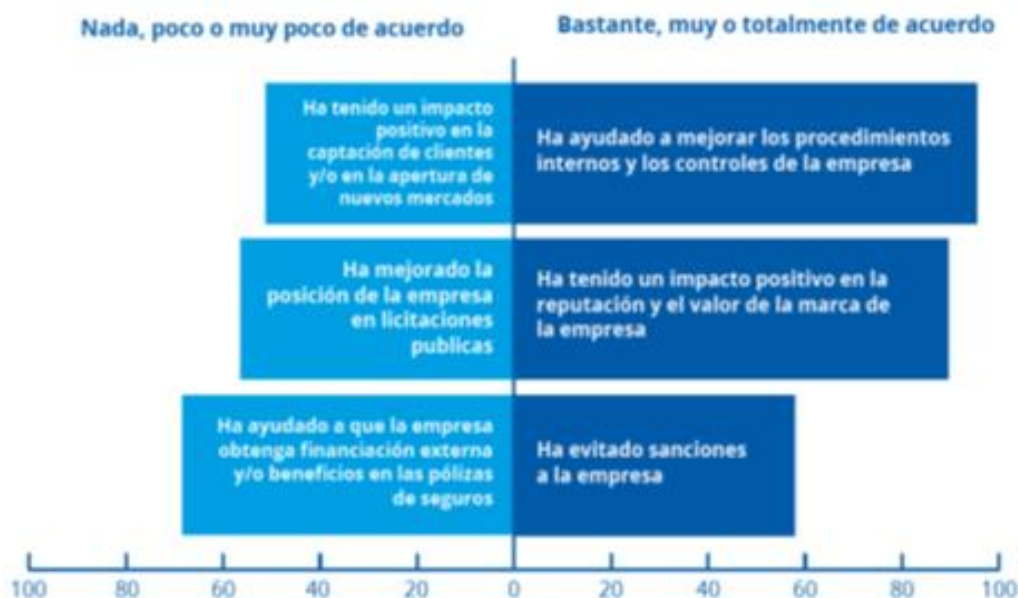 Nada, poco o muy poco de acuerdo
Bastante, muy o totalmente de acuerdo
Ha tenido un impacto
positivo en la
captación de clientes
y/o en la apertura de
nuevos mercados
Ha ayudado a mejorar los procedimientos
internos y los controles de la empresa
Ha mejorado la
posición de la empresa
en licitaciones
publicas
Ha tenido un impacto positivo en la
reputación y el valor de la marca de
la empresa
Ha ayudado a que la empresa
obtenga financiación externa
y/o beneficios en las pólizas
de seguros
Ha evitado sanciones
a la empresa
100 80 60 40 20 0 20 40 60 80 100